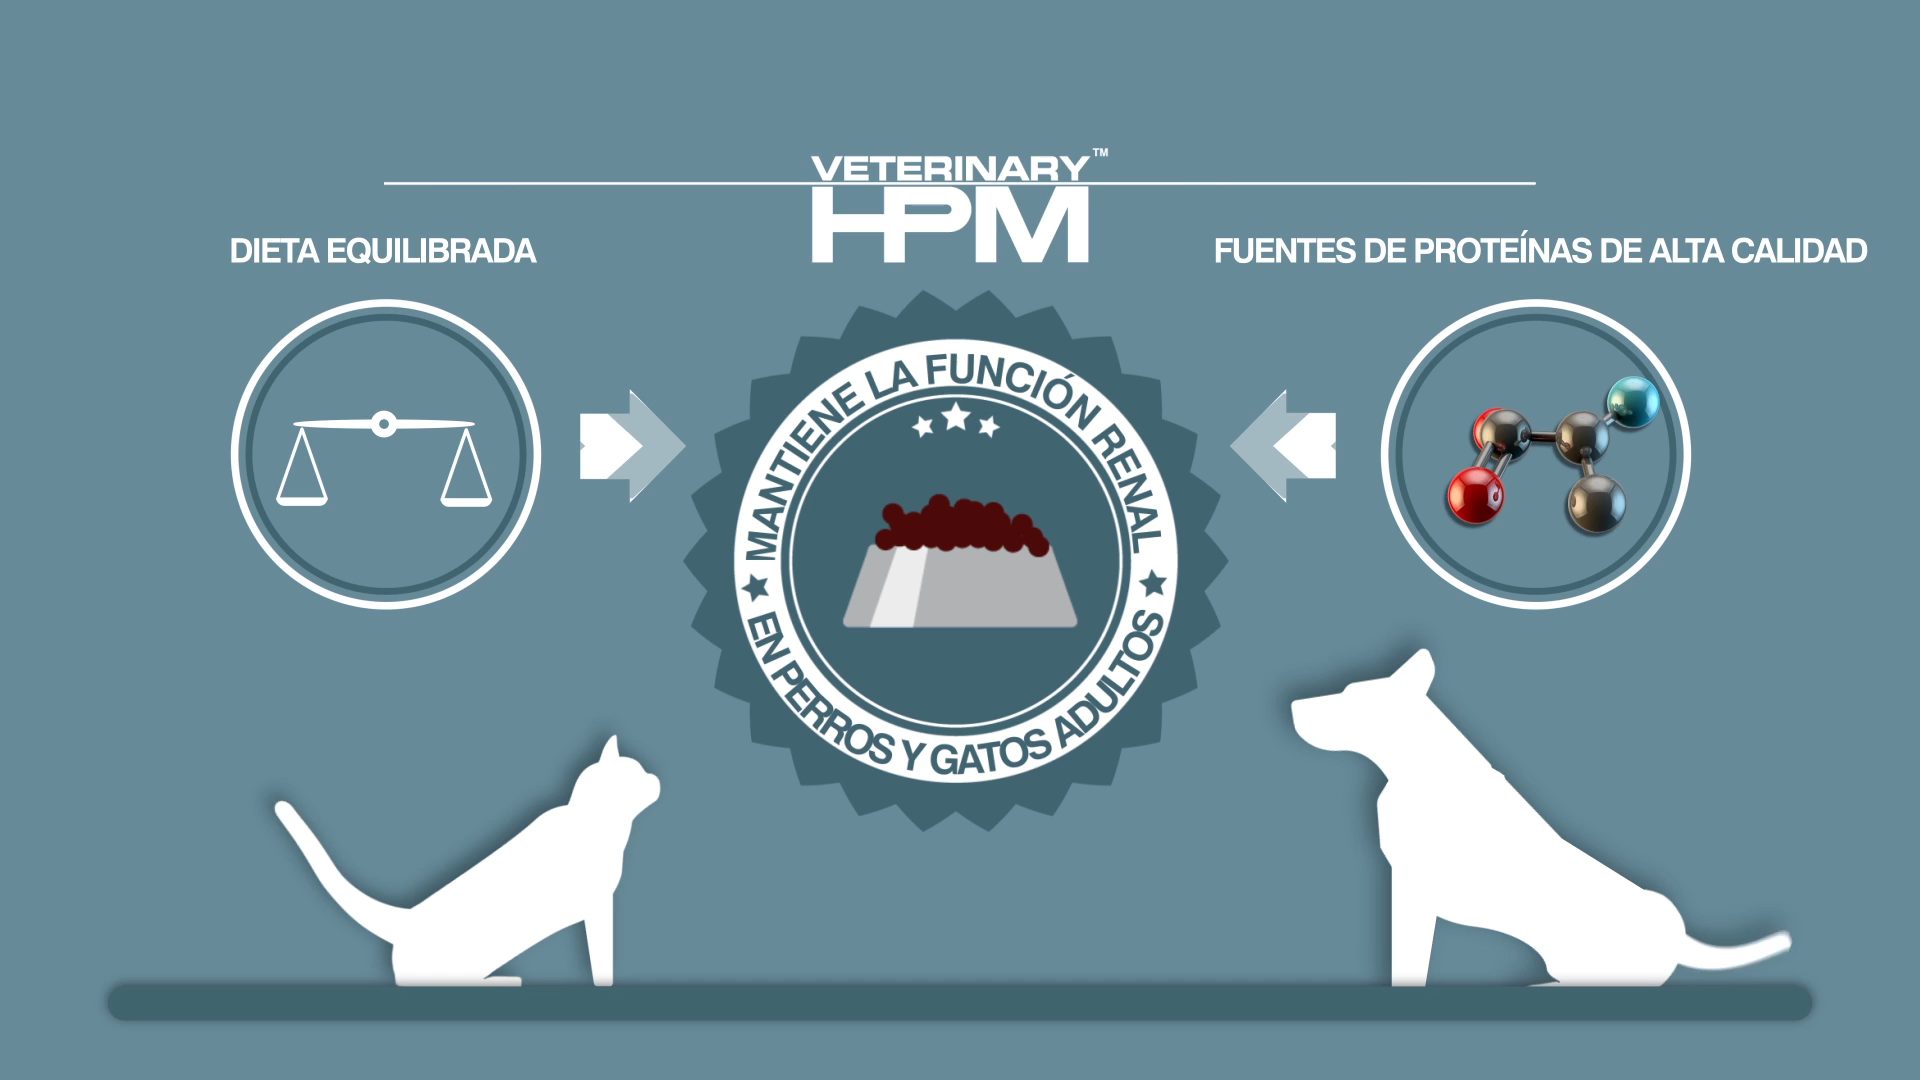 VETERINARY™
HPM
DIETA EQUILIBRADA
FUENTES DE PROTEÍNAS DE ALTA CALIDAD
MANTIENE LA FUNCIÓN RENAL
EN PERROS Y GATOS ADULTOS